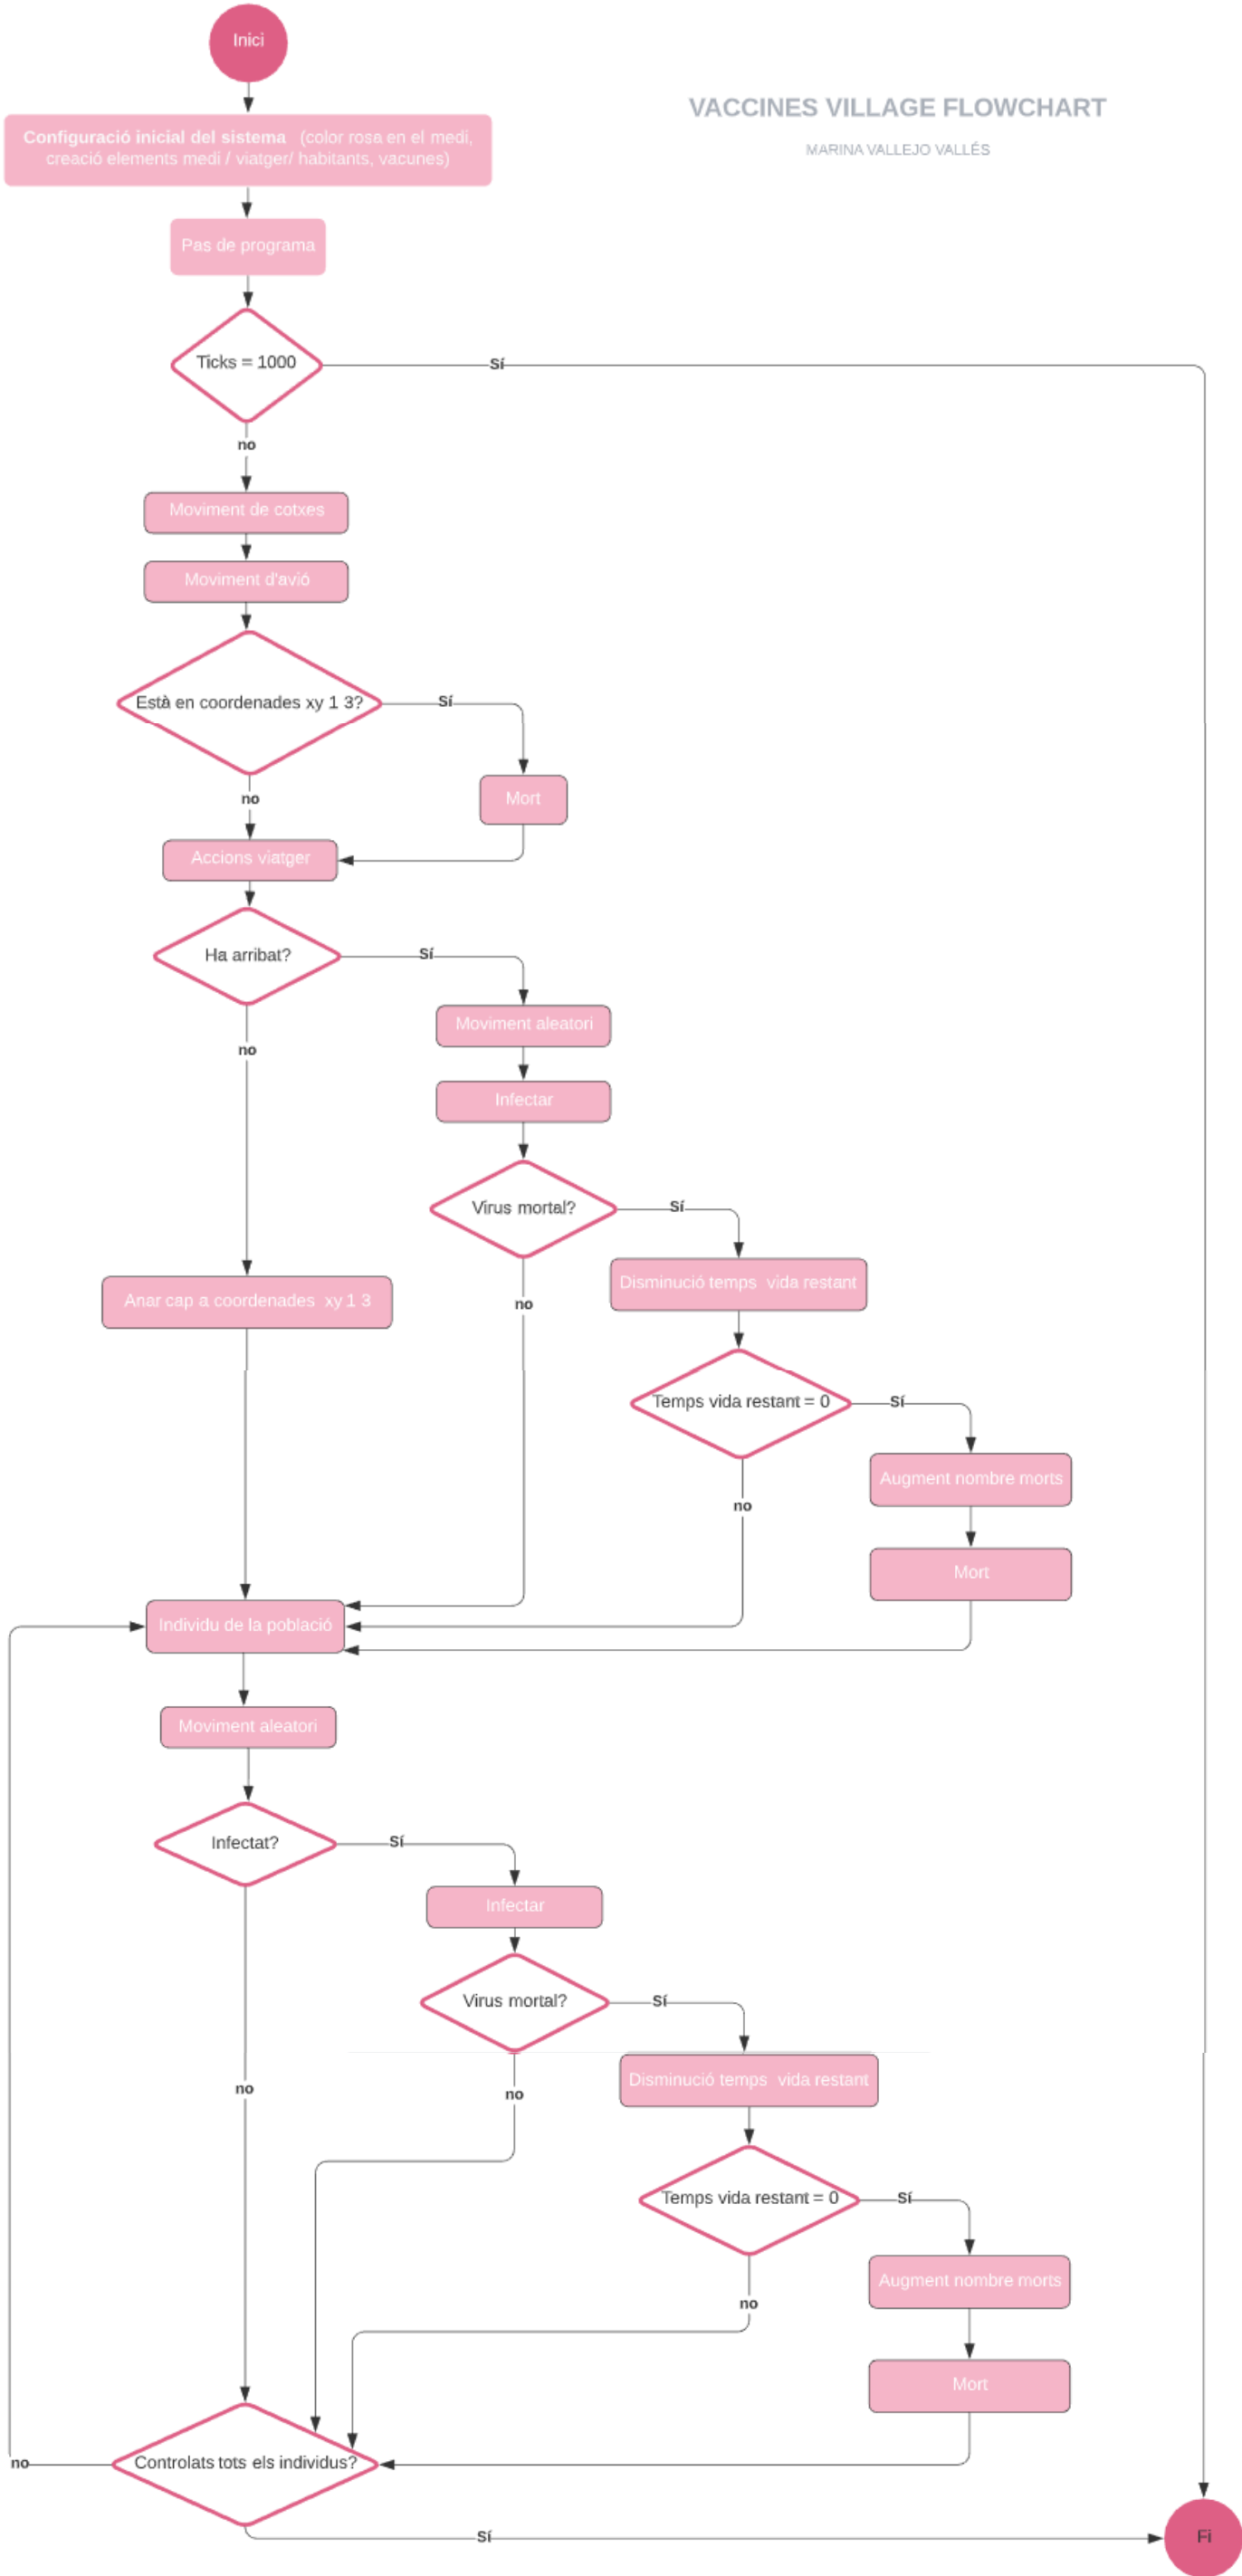 Inici
VACCINES VILLAGE FLOWCHART
MARINA VALLEJO VALLÉS
Configuració inicial del sistema (color rosa en el medi,
creació elements medi / viatger/ habitants, vacunes)
Pas de programa
Ticks = 1000
Sí
no
Moviment de cotxes
Moviment d'avió
Està en coordenades xy 1 3?
Sí
no
Mort
Accions viatger
Ha arribat?
Sí
no
Moviment aleatori
Infectar
Virus mortal?
Sí
no
Disminució temps vida restant
Anar cap a coordenades xy 1 3
Temps vida restant = 0
Sí
no
Augment nombre morts
Mort
Individu de la població
Moviment aleatori
Infectat?
Sí
no
Infectar
Virus mortal?
Sí
no
Disminució temps vida restant
Temps vida restant = 0
Sí
no
Augment nombre morts
Mort
Controlats tots els individus?
no
Sí
Fi